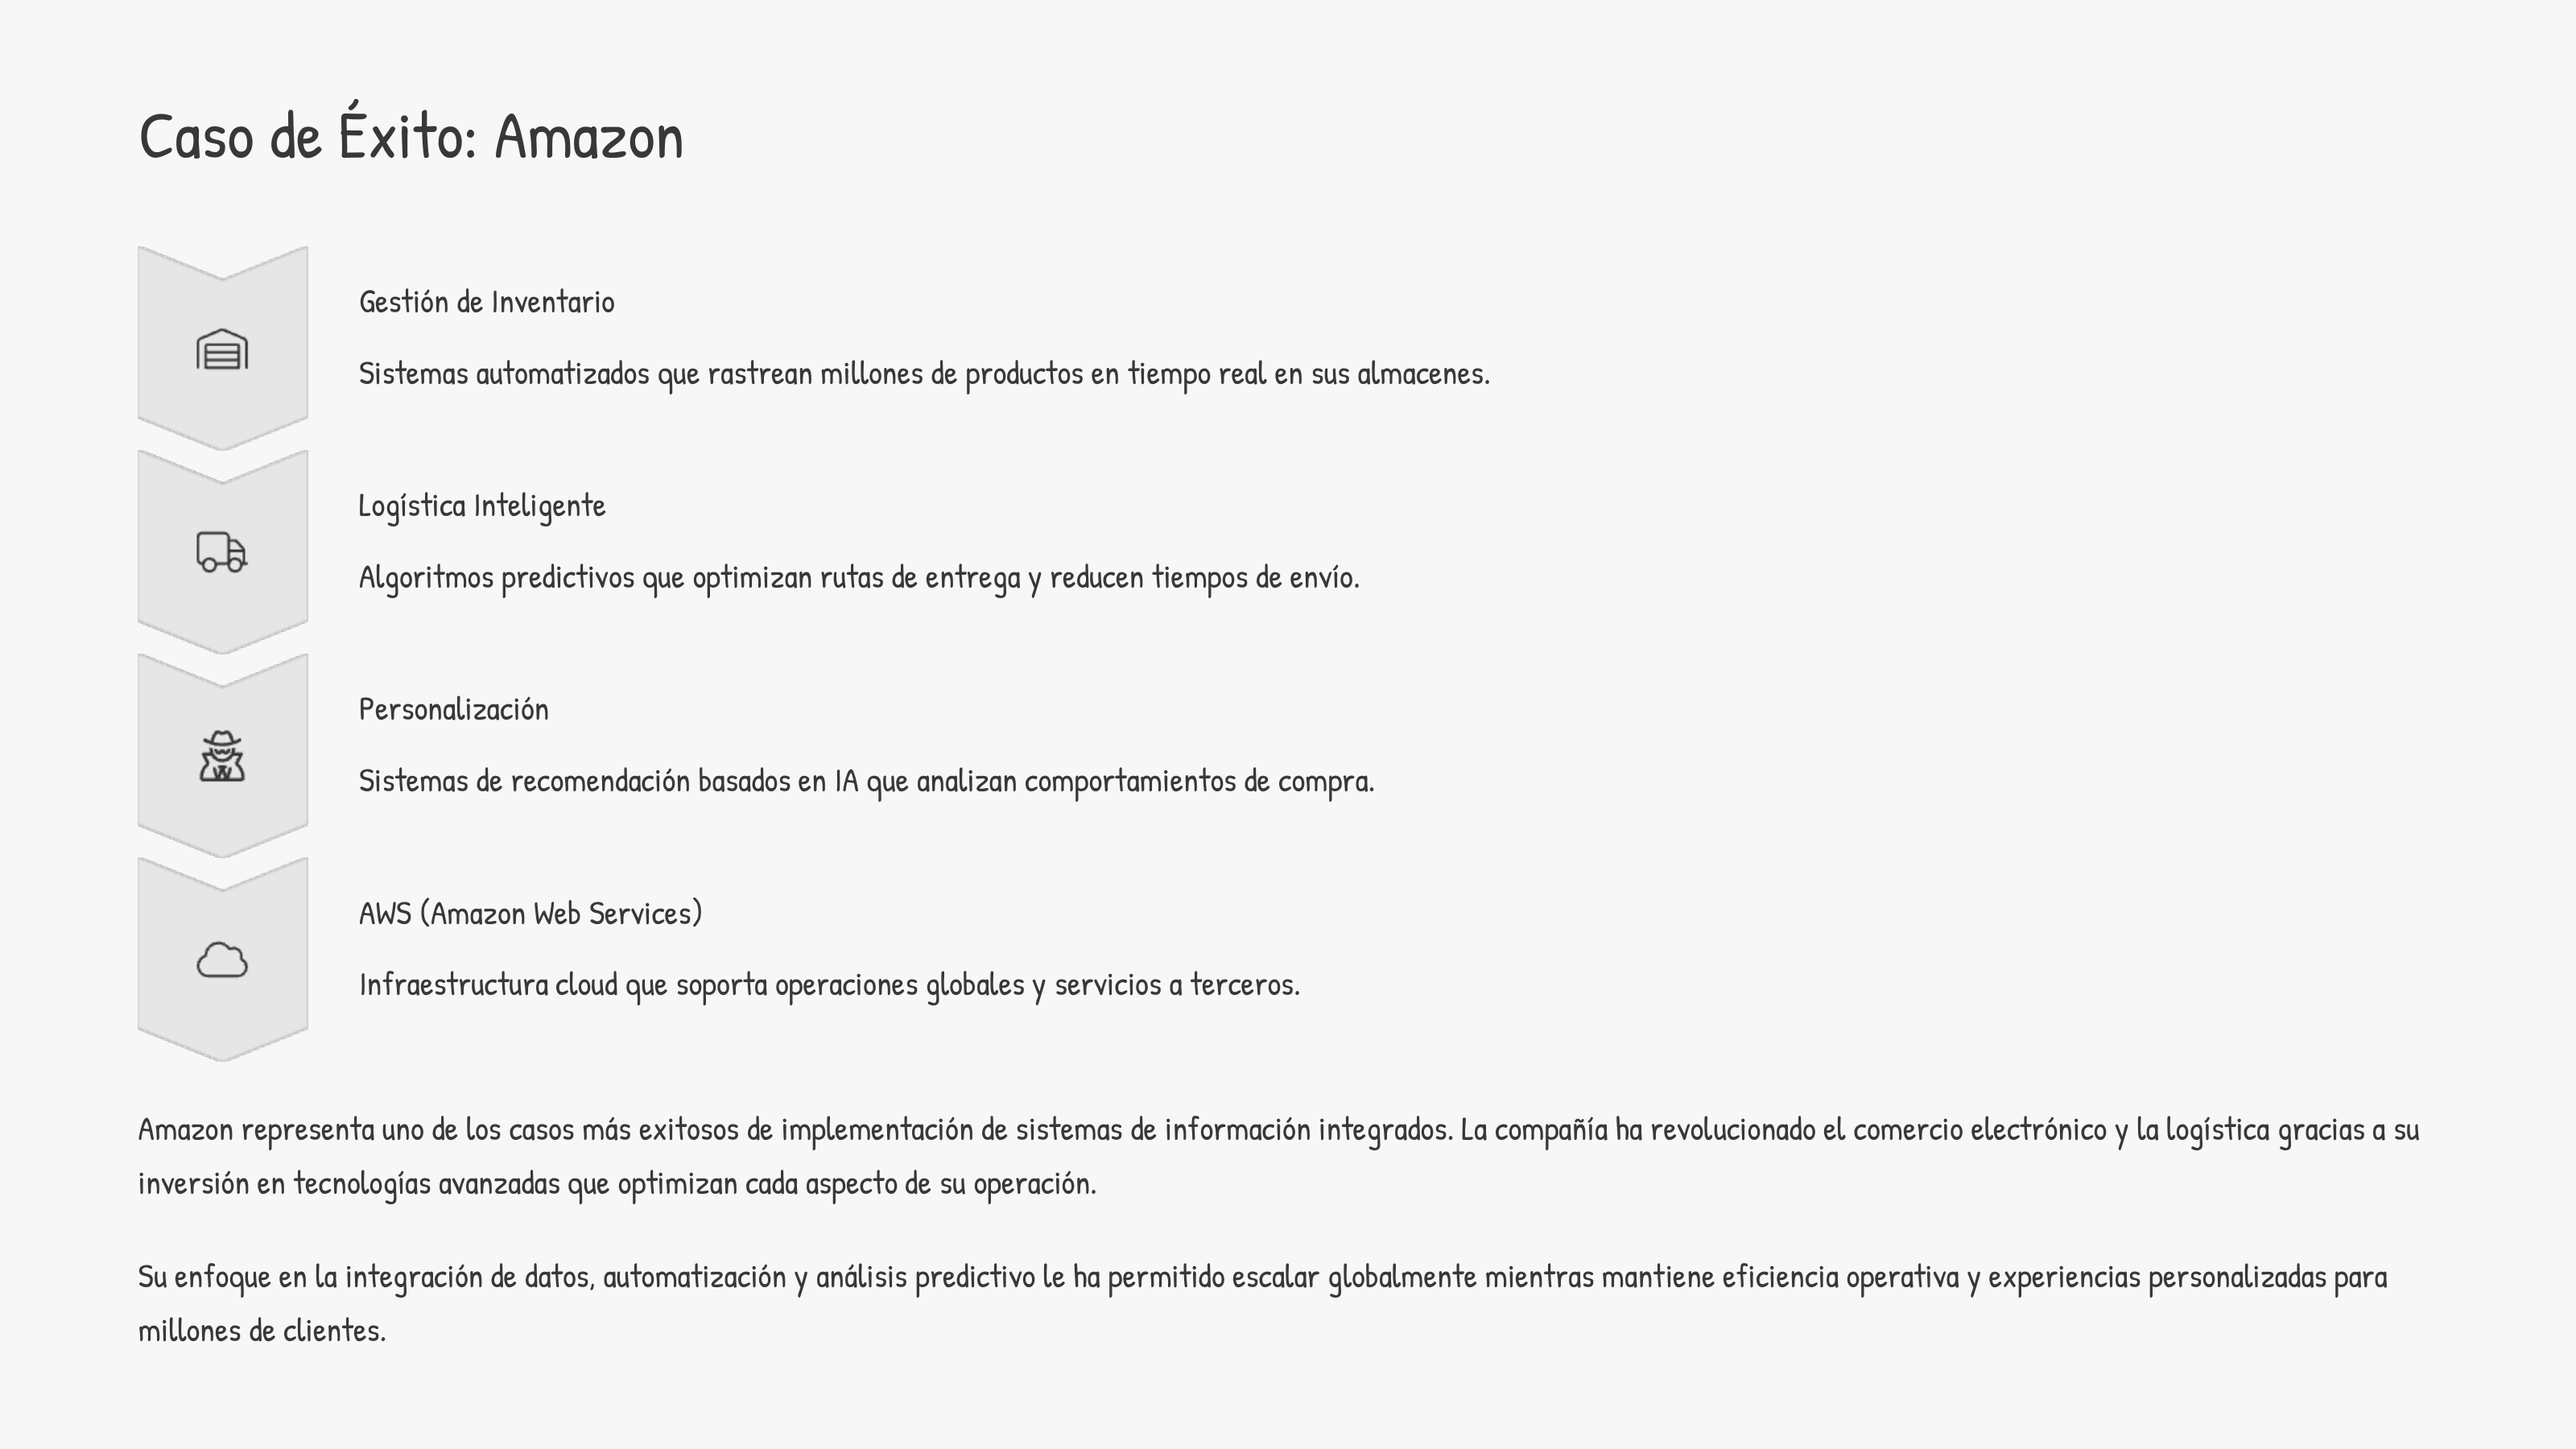 Caso de Éxito: Amazon
Gestión de Inventario
Sistemas automatizados que rastrean millones de productos en tiempo real en sus almacenes.
Logística Inteligente
Algoritmos predictivos que optimizan rutas de entrega y reducen tiempos de envío.
Personalización
Sistemas de recomendación basados en IA que analizan comportamientos de compra.
AWS (Amazon Web Services)
Infraestructura cloud que soporta operaciones globales y servicios a terceros.
Amazon representa uno de los casos más exitosos de implementación de sistemas de información integrados. La compañía ha revolucionado el comercio electrónico y la logística gracias a su
inversión en tecnologías avanzadas que optimizan cada aspecto de su operación.
Su enfoque en la integración de datos, automatización y análisis predictivo le ha permitido escalar globalmente mientras mantiene eficiencia operativa y experiencias personalizadas para
millones de clientes.